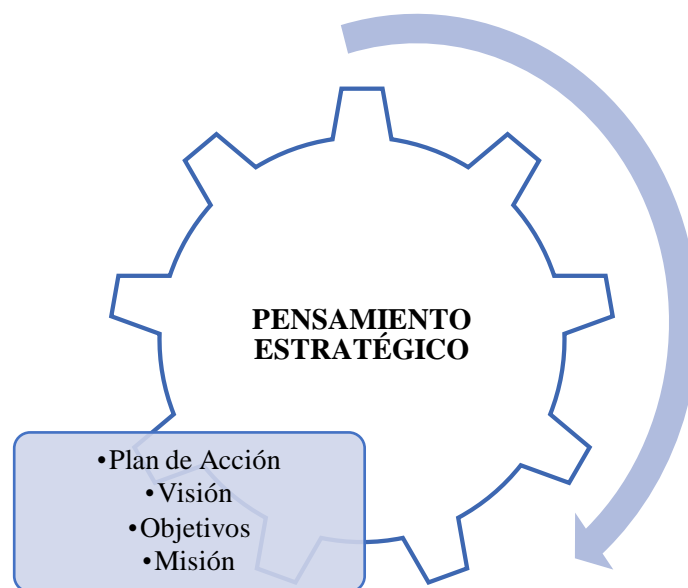 PENSAMIENTO
ESTRATÉGICO
•Plan de Acción
•Visión
•Objetivos
•Misión